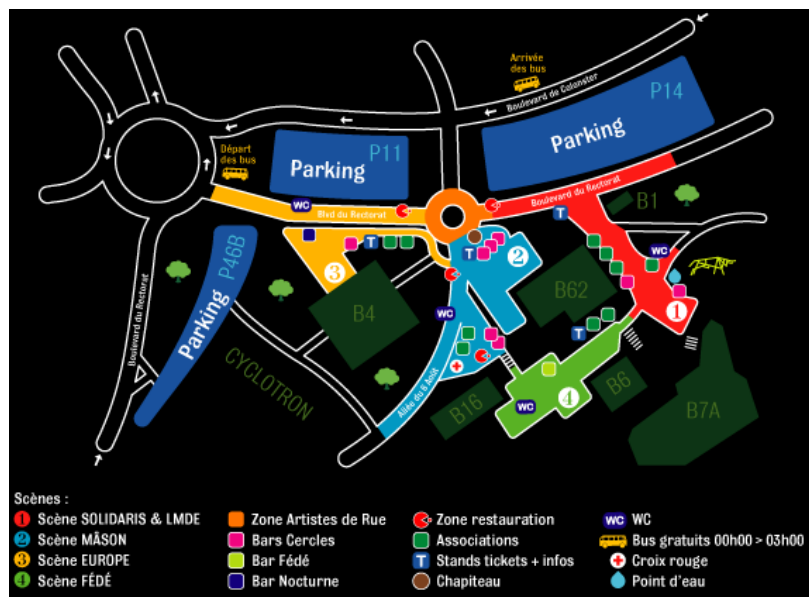 Arrivée
des bus
Boulevard de Colonster
P14
Parking
P11
Parking
Départ
des bus
WC
Blvd du Rectorat
Boulevard du Rectorat
B1
T
T
T
WC
P46B
Parking
Boulevard du Rectorat
3
2
B4
B62
1
WC
T
CYCLOTRON
Allée du 6 Août
B16
WC
4
B6
B7A
Scènes :
1 Scène SOLIDARIS & LMDE
2 Scène MÂSON
3 Scène EUROPE
4 Scène FÉDÉ
Zone Artistes de Rue
Bars Cercles
Bar Fédé
Bar Nocturne
Zone restauration
Associations
T Stands tickets + infos
Chapiteau
WC WC
Bus gratuits 00h00 > 03h00
Croix rouge
Point d'eau